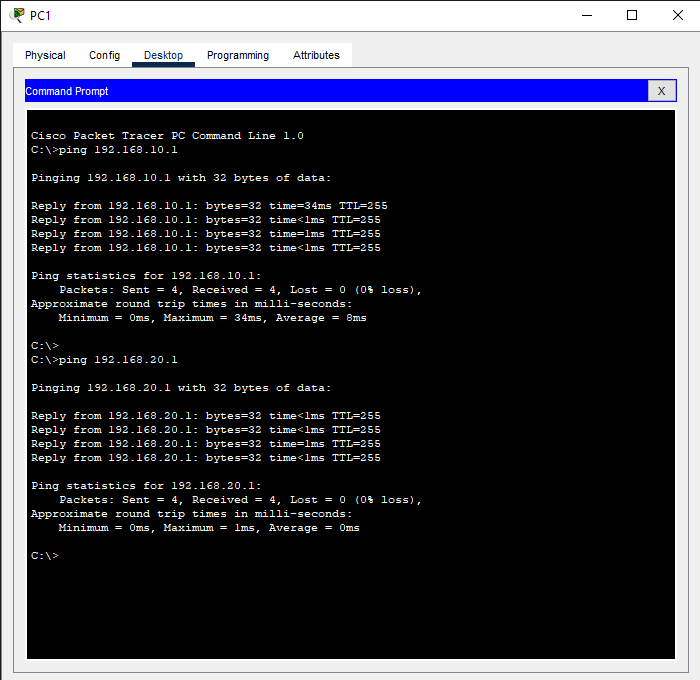 PC1
Physical Config Desktop Programming Attributes
Command Prompt
X
Cisco Packet Tracer PC Command Line 1.0
C:\>ping 192.168.10.1
Pinging 192.168.10.1 with 32 bytes of data:
Reply from 192.168.10.1: bytes=32 time=34ms TTL=255
Reply from 192.168.10.1: bytes=32 time<1ms TTL=255
Reply from 192.168.10.1: bytes=32 time=1ms TTL=255
Reply from 192.168.10.1: bytes=32 time<1ms TTL=255
Ping statistics for 192.168.10.1:
Packets: Sent = 4, Received = 4, Lost = 0 (0% loss),
Approximate round trip times in milli-seconds:
Minimum = 0ms, Maximum = 34ms, Average = 8ms
C:\>
C:\>ping 192.168.20.1
Pinging 192.168.20.1 with 32 bytes of data:
Reply from 192.168.20.1: bytes=32 time<1ms TTL=255
Reply from 192.168.20.1: bytes=32 time<1ms TTL=255
Reply from 192.168.20.1: bytes=32 time=1ms TTL=255
Reply from 192.168.20.1: bytes=32 time<1ms TTL=255
Ping statistics for 192.168.20.1:
Packets: Sent = 4, Received = 4, Lost = 0 (0% loss),
Approximate round trip times in milli-seconds:
Minimum = 0ms, Maximum = 1ms, Average = 0ms
C:\>